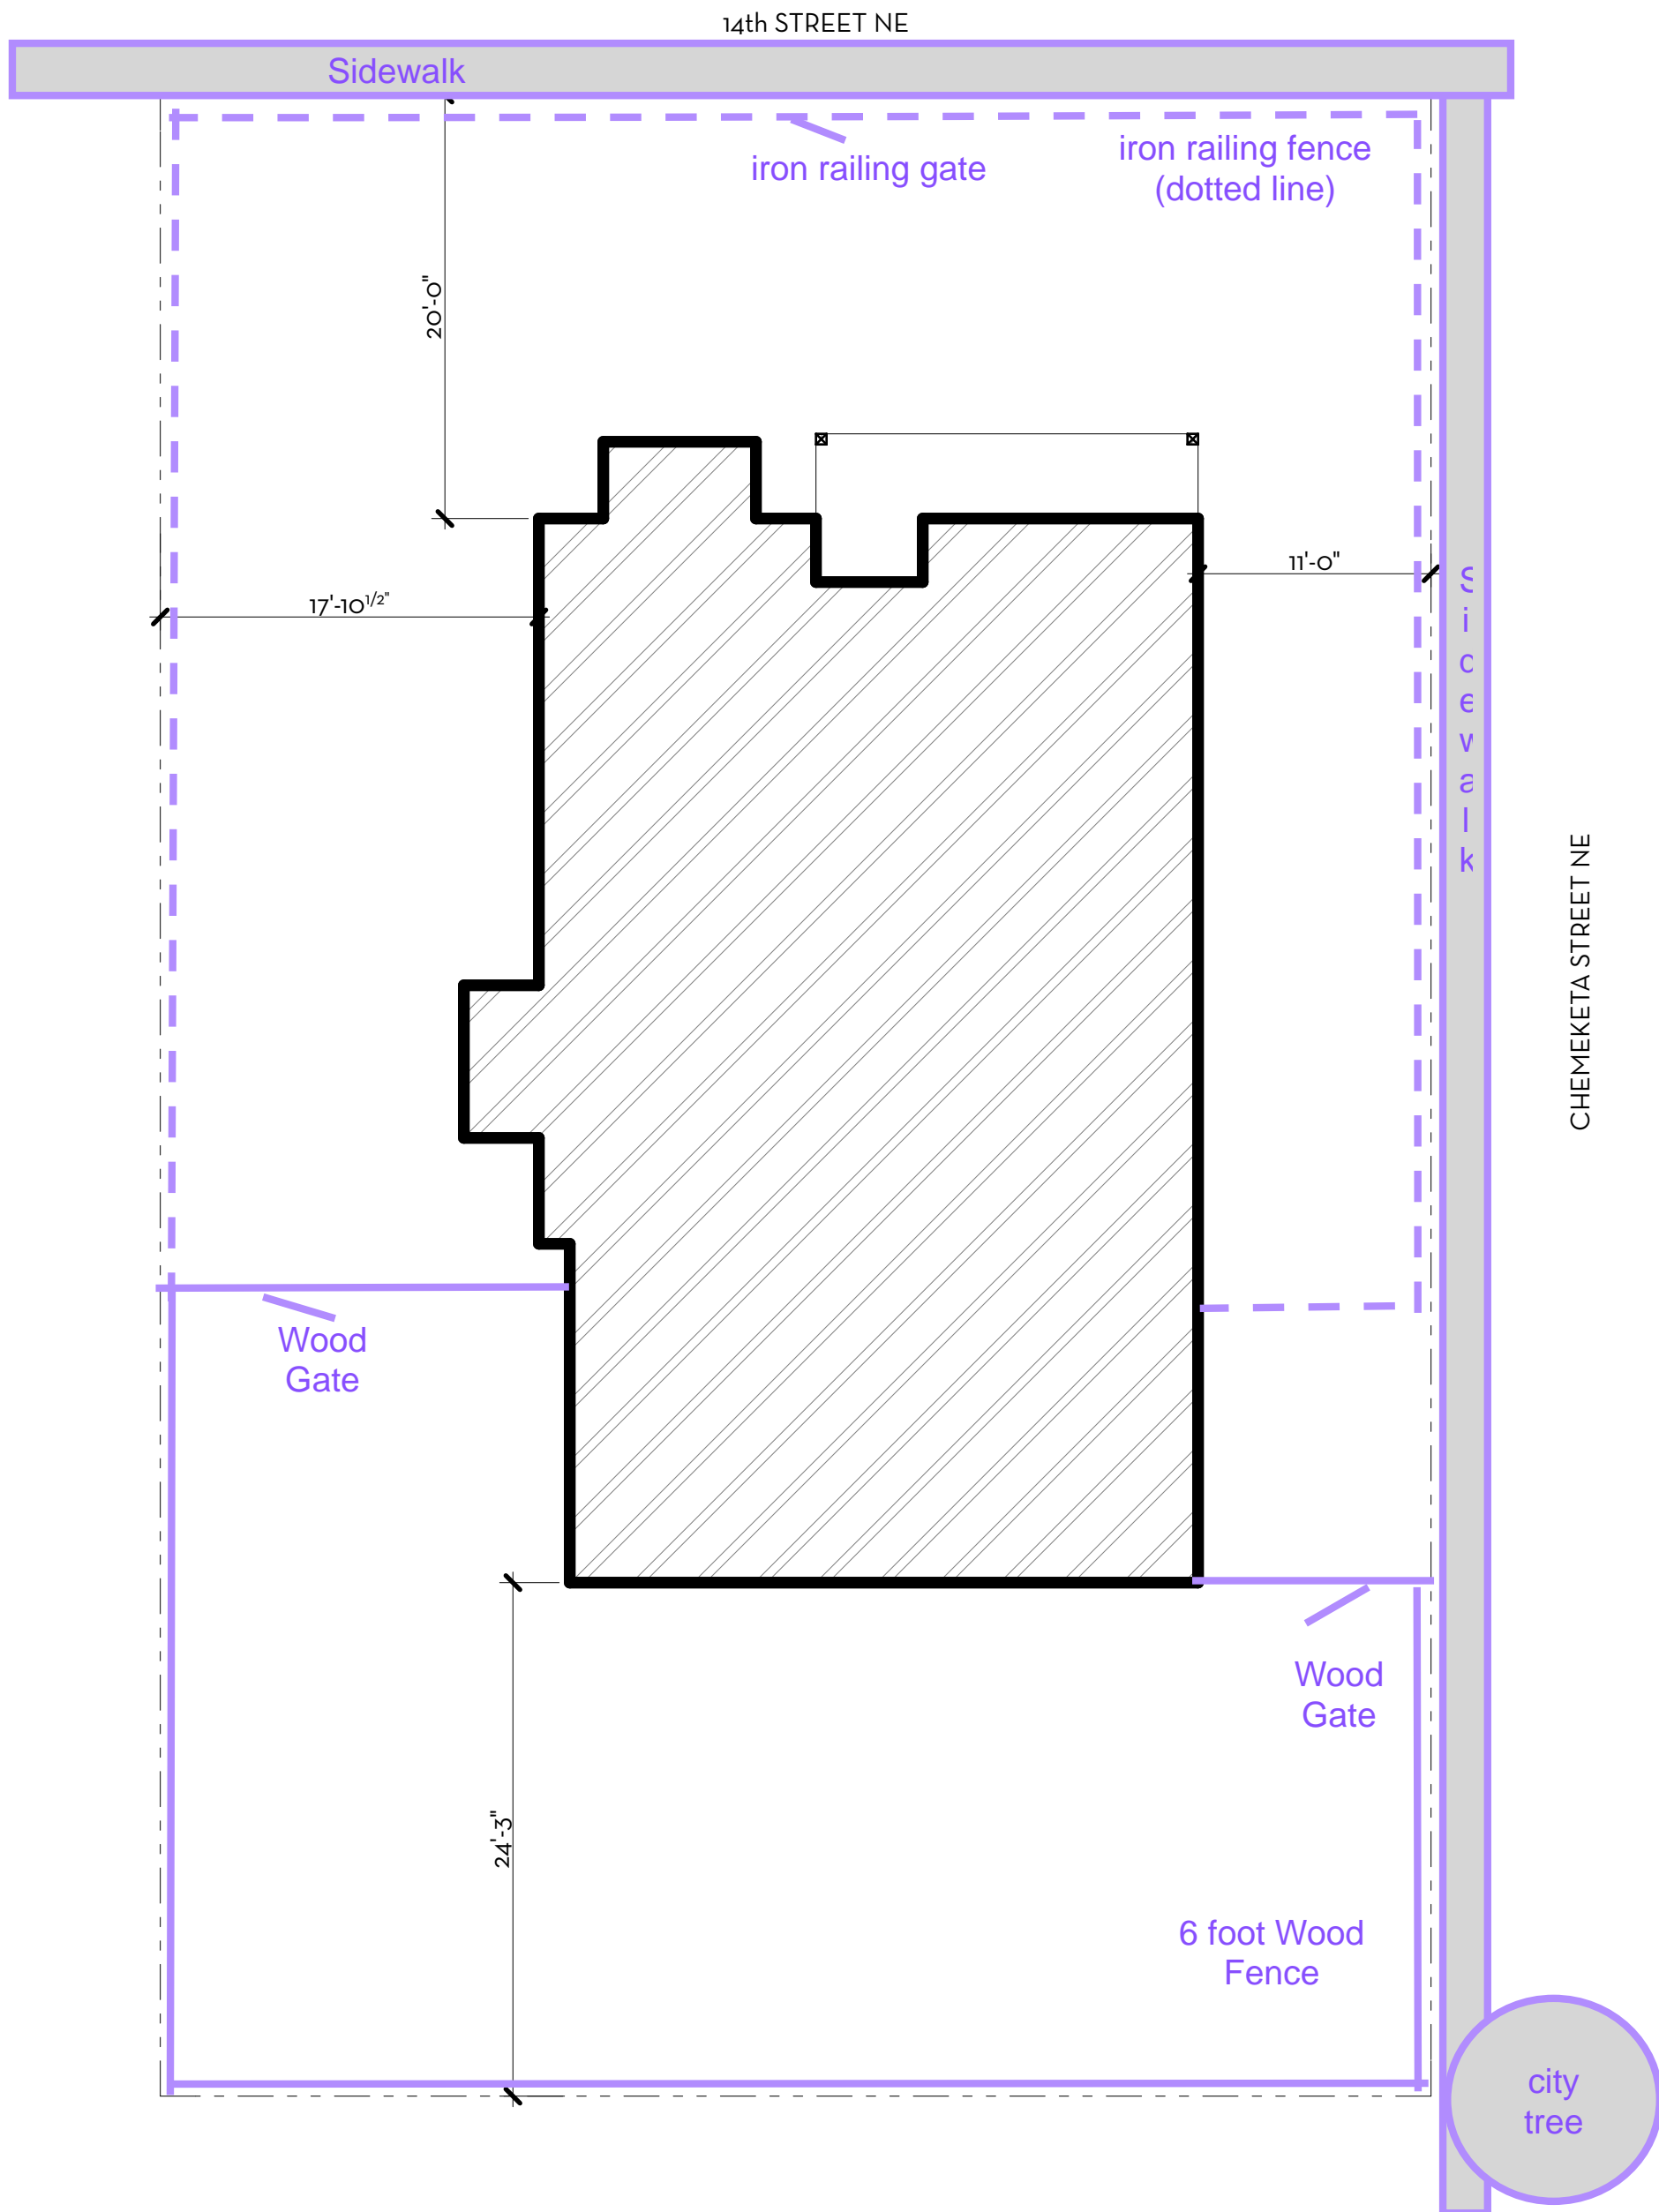 14th STREET NE
Sidewalk
iron railing gate
iron railing fence
(dotted line)
20'-0"
11'-0"
17'-10 1/2"
Sidewalk
CHEMEKETA STREET NE
Wood
Gate
Wood
Gate
24'-3"
6 foot Wood
Fence
city
tree